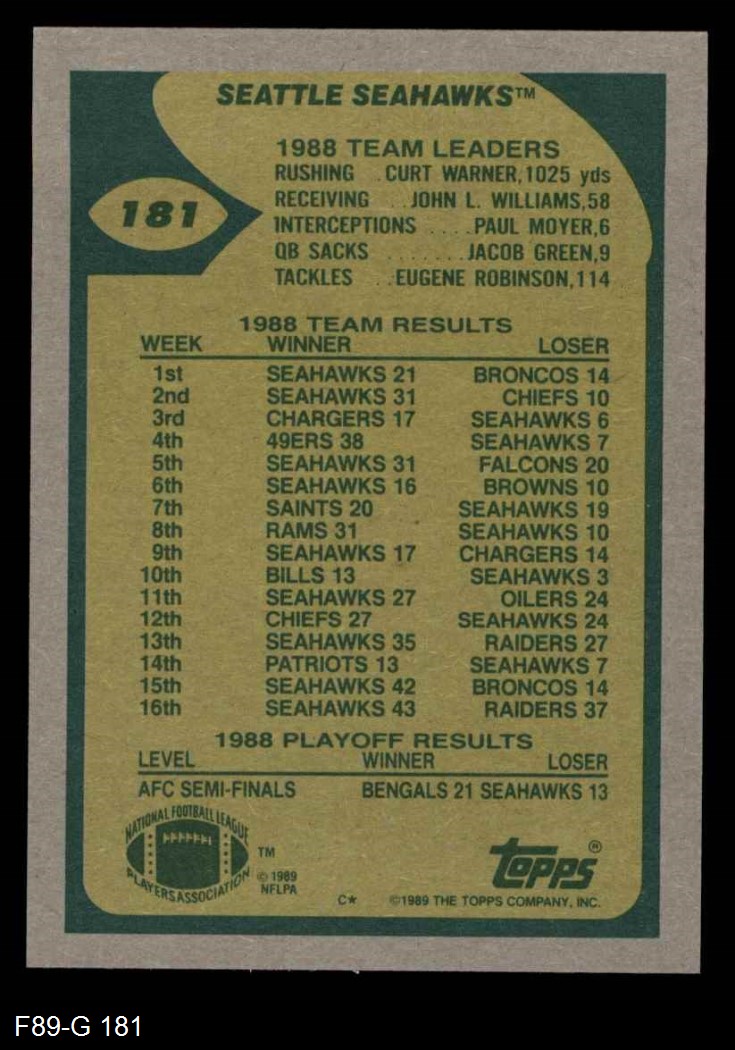 SEATTLE SEAHAWKS™
181
1988 TEAM LEADERS
RUSHING . CURT WARNER, 1025 yds
RECEIVING . . JOHN L. WILLIAMS, 58
INTERCEPTIONS . . . . PAUL MOYER, 6
QB SACKS . . . . . . . JACOB GREEN, 9
TACKLES . . EUGENE ROBINSON, 114
1988 TEAM RESULTS
WEEK WINNER LOSER
1st SEAHAWKS 21 BRONCOS 14
2nd SEAHAWKS 31 CHIEFS 10
3rd CHARGERS 17 SEAHAWKS 6
4th 49ERS 38 SEAHAWKS 7
5th SEAHAWKS 31 FALCONS 20
6th SEAHAWKS 16 BROWNS 10
7th SAINTS 20 SEAHAWKS 19
8th RAMS 31 SEAHAWKS 10
9th SEAHAWKS 17 CHARGERS 14
10th BILLS 13 SEAHAWKS 3
11th SEAHAWKS 27 OILERS 24
12th CHIEFS 27 SEAHAWKS 24
13th SEAHAWKS 35 RAIDERS 27
14th PATRIOTS 13 SEAHAWKS 7
15th SEAHAWKS 42 BRONCOS 14
16th SEAHAWKS 43 RAIDERS 37
1988 PLAYOFF RESULTS
LEVEL WINNER LOSER
AFC SEMI-FINALS BENGALS 21 SEAHAWKS 13
NATIONAL FOOTBALL LEAGUE
PLAYERS ASSOCIATION
TM
© 1989
NFLPA
topps®
C* ©1989 THE TOPPS COMPANY, INC.
F89-G 181